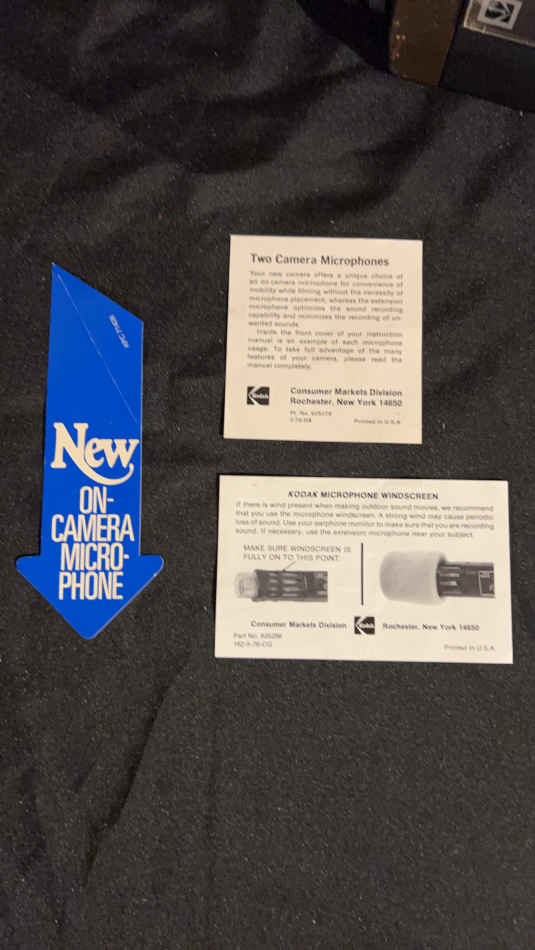 New
ON-
CAMERA
MICRO-
PHONE
Two Camera Microphones
Your new camera offers a unique choice of
an on-camera microphone for convenience of
mobility while filming without the necessity of
microphone placement, whereas the extension
microphone optimizes the sound recording
capability and minimizes the recording of un-
wanted sounds.
Inside the front cover of your instruction
manual is an example of each microphone
usage. To take full advantage of the many
features of your camera, please read the
manual completely.
Kodak
Consumer Markets Division
Rochester, New York 14650
Pt. No.
Printed in U.S.A.
KODAK MICROPHONE WINDSCREEN
If there is wind present when making outdoor sound movies, we recommend
that you use the microphone windscreen. A strong wind may cause periodic
loss of sound. Use your earphone monitor to make sure that you are recording
sound. If necessary, use the extension microphone near your subject.
MAKE SURE WINDSCREEN IS
FULLY ON TO THIS POINT.
Consumer Markets Division
Kodak
Rochester, New York 14650
Part No.
Printed in U.S.A.